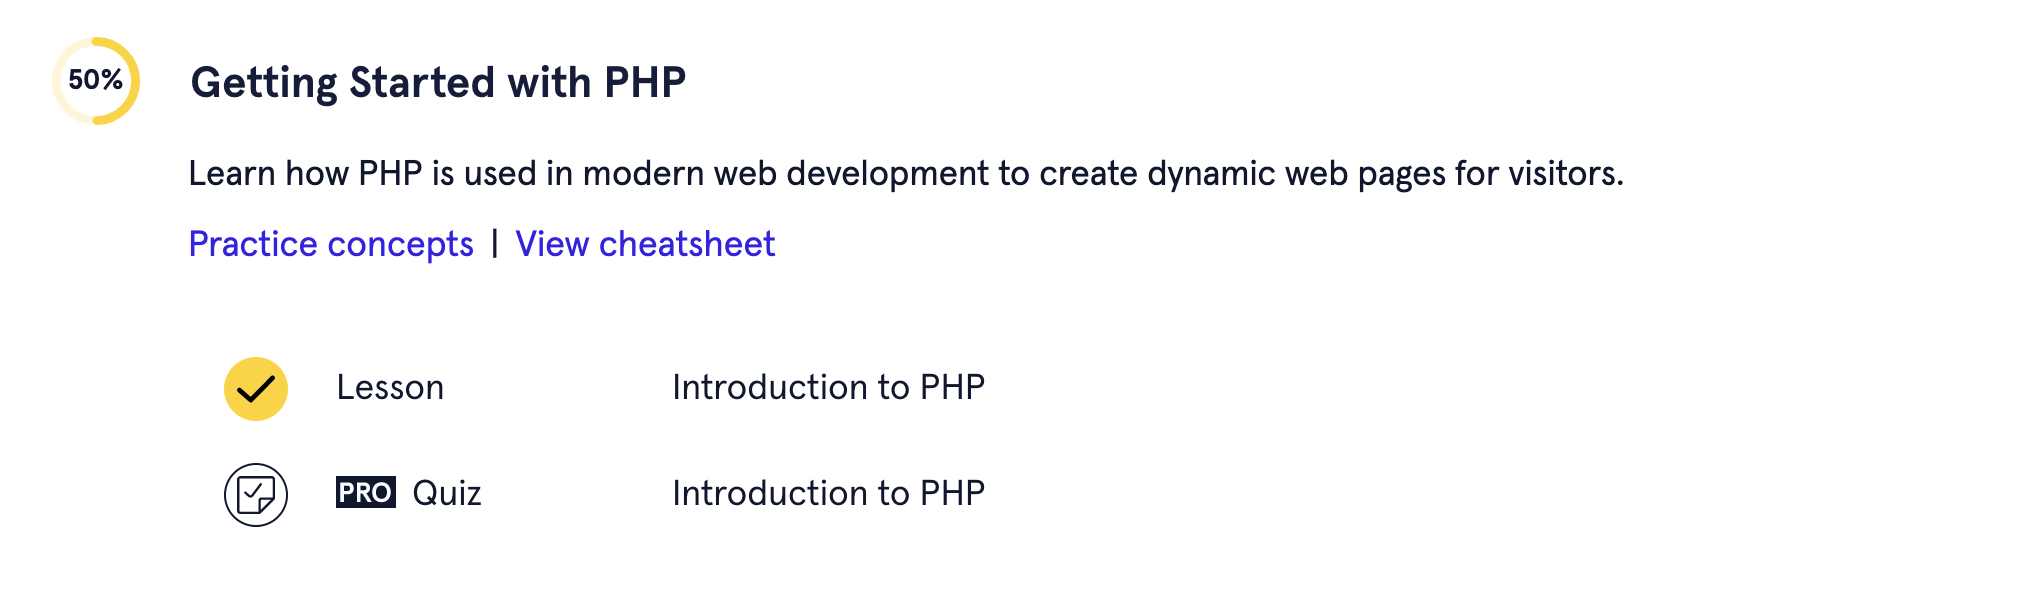 50%
Getting Started with PHP
Learn how PHP is used in modern web development to create dynamic web pages for visitors.
Practice concepts | View cheatsheet
Lesson Introduction to PHP
PRO Quiz Introduction to PHP